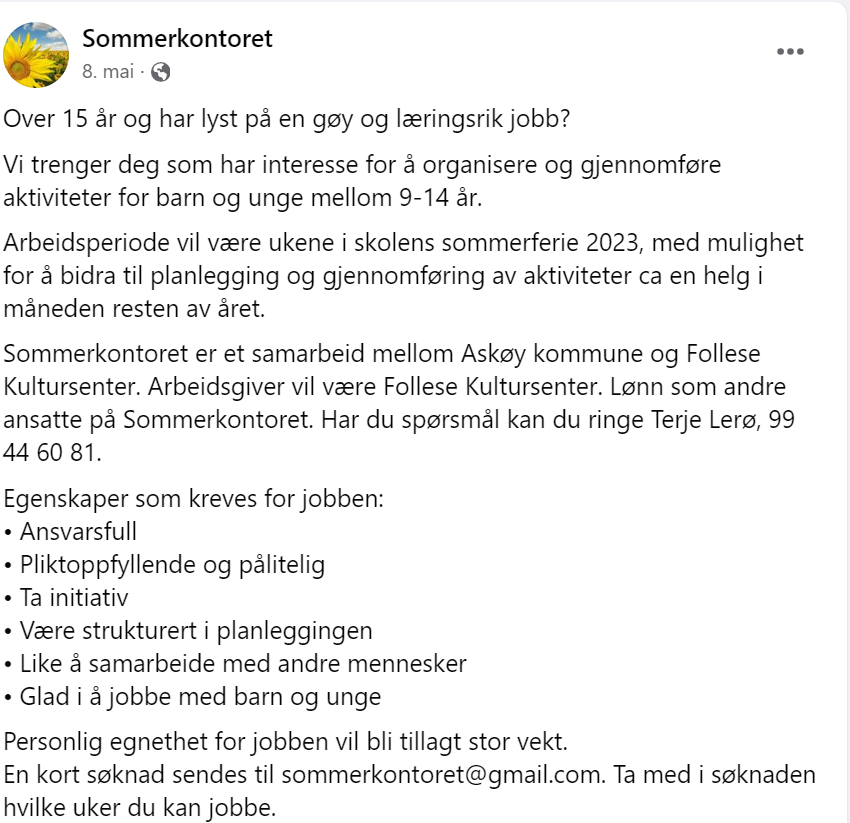 Sommerkontoret
8. mai ·
Over 15 år og har lyst på en gøy og læringsrik jobb?
Vi trenger deg som har interesse for å organisere og gjennomføre
aktiviteter for barn og unge mellom 9-14 år.
Arbeidsperiode vil være ukene i skolens sommerferie 2023, med mulighet
for å bidra til planlegging og gjennomføring av aktiviteter ca en helg i
måneden resten av året.
Sommerkontoret er et samarbeid mellom Askøy kommune og Follese
Kultursenter. Arbeidsgiver vil være Follese Kultursenter. Lønn som andre
ansatte på Sommerkontoret. Har du spørsmål kan du ringe Terje Lerø, 99
44 60 81.
Egenskaper som kreves for jobben:
• Ansvarsfull
• Pliktoppfyllende og pålitelig
• Ta initiativ
• Være strukturert i planleggingen
• Like å samarbeide med andre mennesker
• Glad i å jobbe med barn og unge
Personlig egnethet for jobben vil bli tillagt stor vekt.
En kort søknad sendes til sommerkontoret@gmail.com. Ta med i søknaden
hvilke uker du kan jobbe.